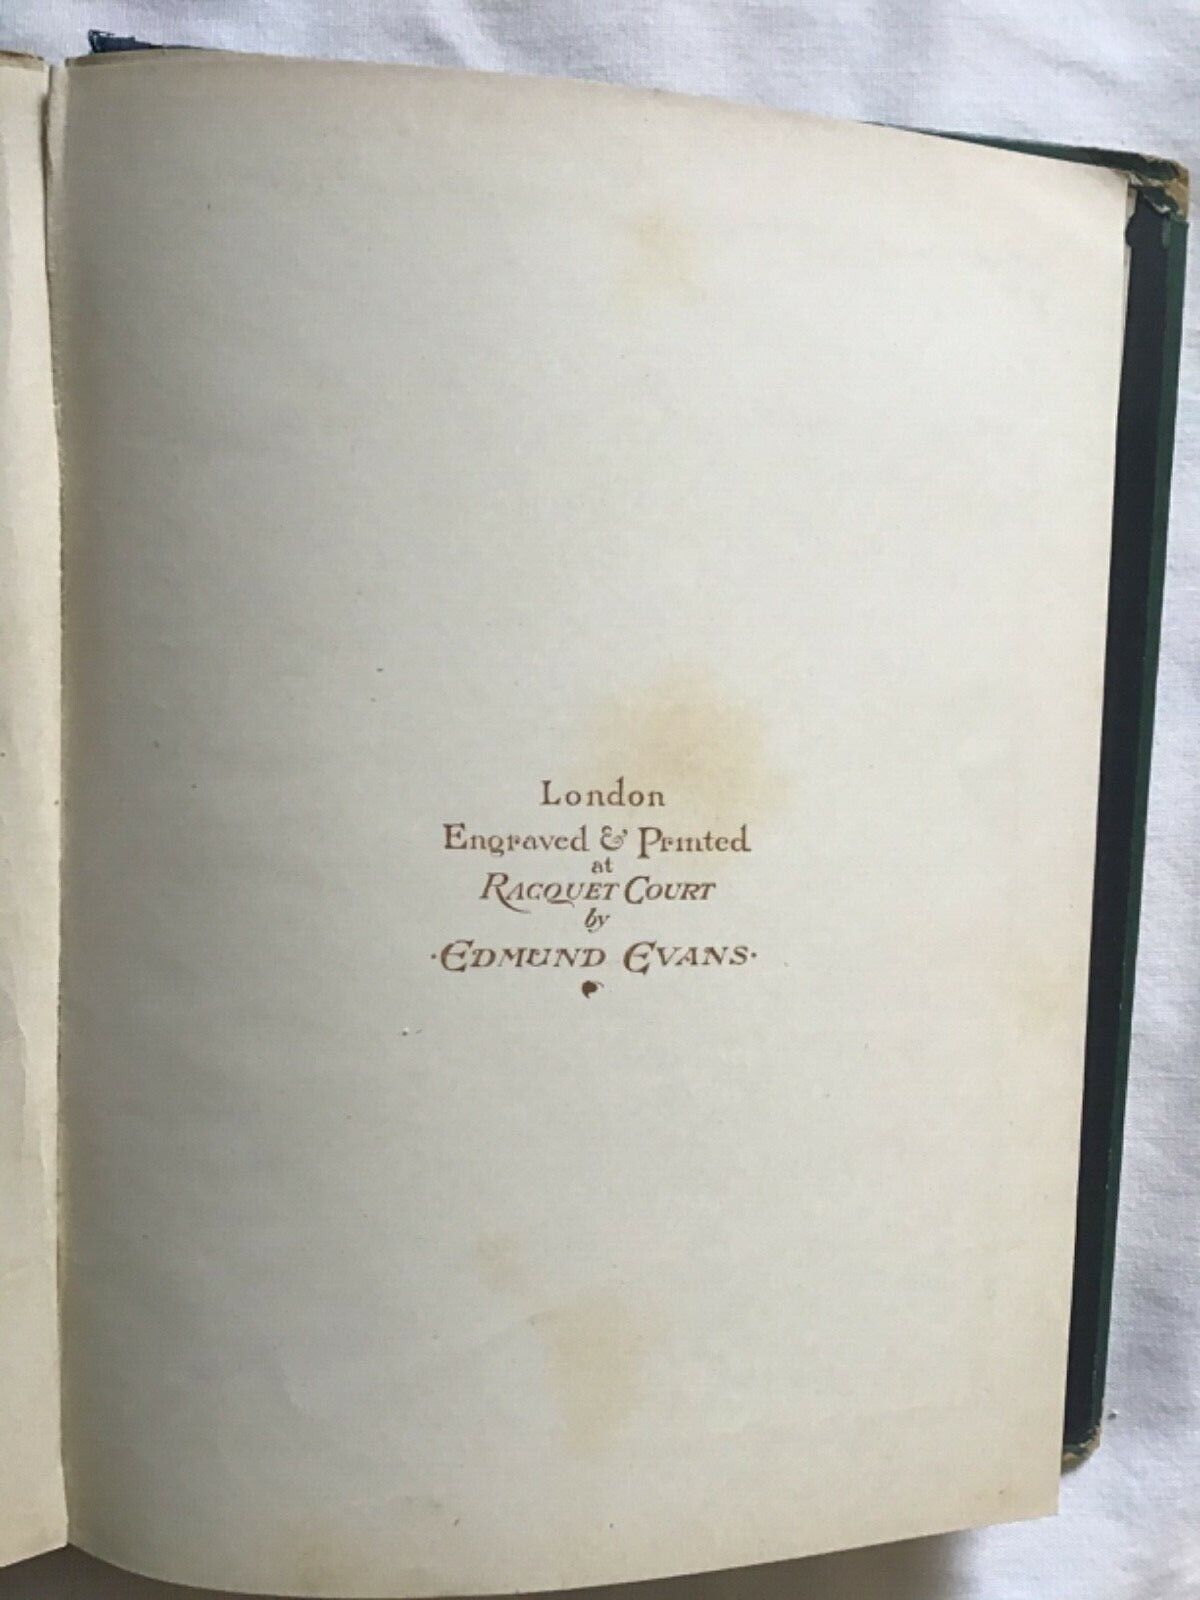 London
Engraved & Printed
at
RACQUET COURT
by
·EDMUND EVANS·